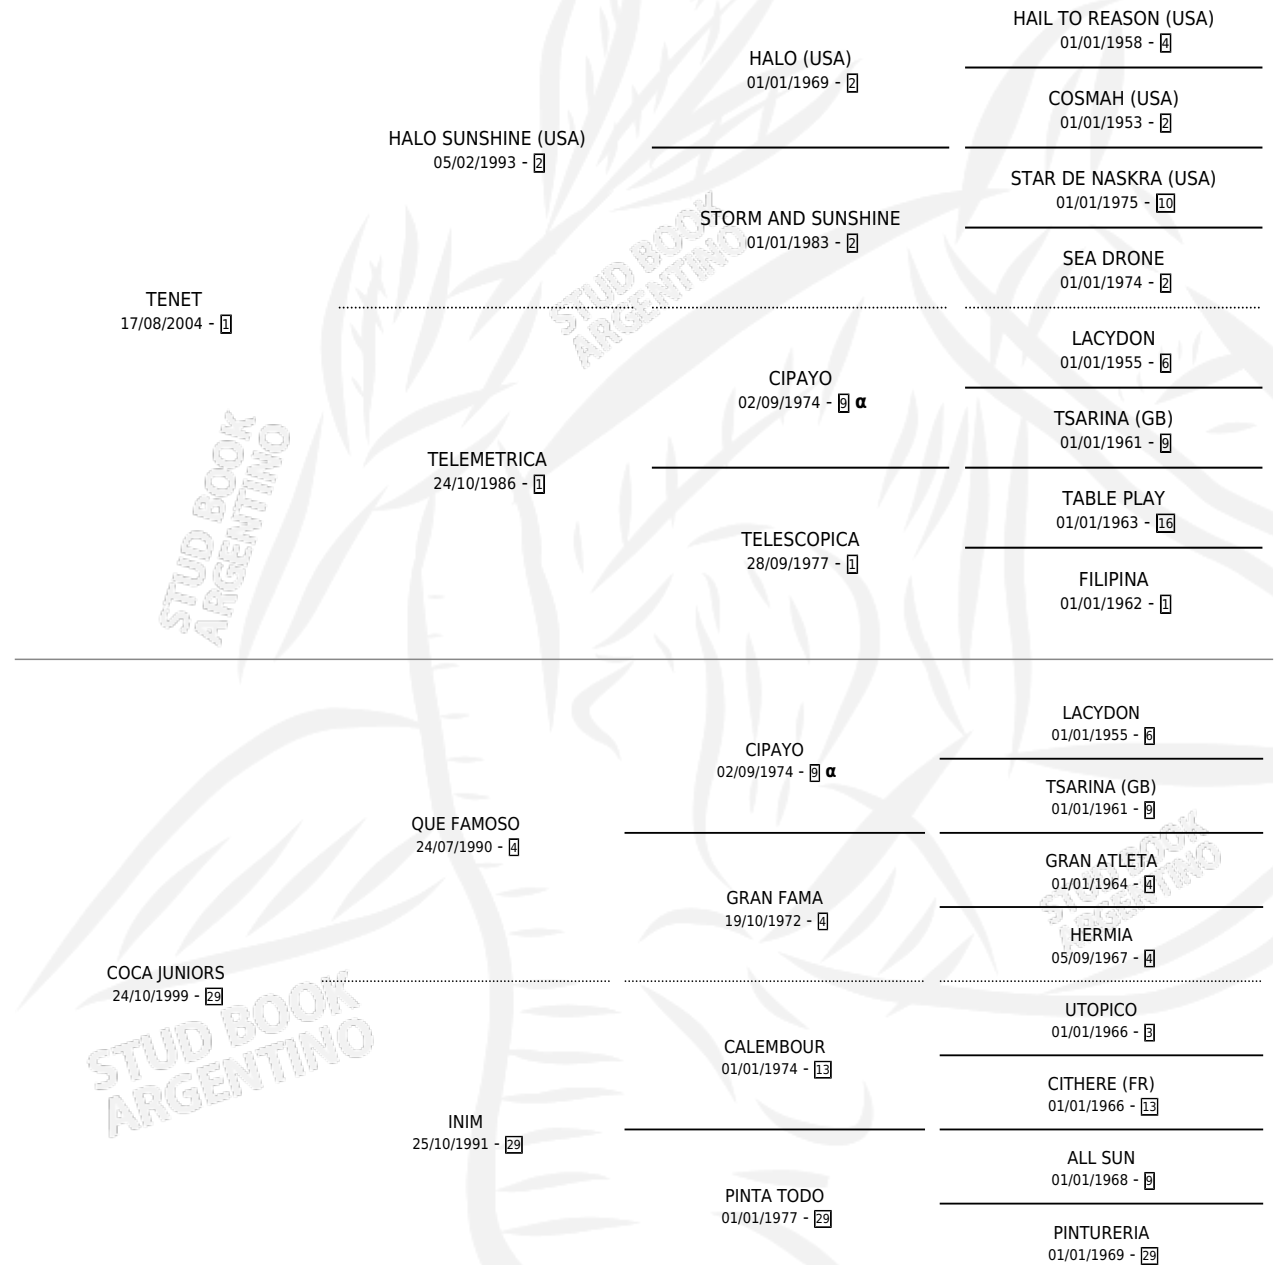 HAIL TO REASON (USA)
01/01/1958 - 4
HALO (USA)
01/01/1969 - 2
COSMAH (USA)
01/01/1953 - 2
HALO SUNSHINE (USA)
05/02/1993 - 2
STAR DE NASKRA (USA)
01/01/1975 - 10
STORM AND SUNSHINE
01/01/1983 - 2
SEA DRONE
01/01/1974 - 2
TENET
17/08/2004 - 1
LACYDON
01/01/1955 - 6
CIPAYO
02/09/1974 - 9 α
TSARINA (GB)
01/01/1961 - 9
TELEMETRICA
24/10/1986 - 1
TABLE PLAY
01/01/1963 - 16
TELESCOPICA
28/09/1977 - 1
FILIPINA
01/01/1962 - 1
LACYDON
01/01/1955 - 6
CIPAYO
02/09/1974 - 9 α
TSARINA (GB)
01/01/1961 - 9
QUE FAMOSO
24/07/1990 - 4
GRAN ATLETA
01/01/1964 - 4
GRAN FAMA
19/10/1972 - 4
HERMIA
05/09/1967 - 4
COCA JUNIORS
24/10/1999 - 29
UTOPICO
01/01/1966 - 3
CALEMBOUR
01/01/1974 - 13
CITHERE (FR)
01/01/1966 - 13
INIM
25/10/1991 - 29
ALL SUN
01/01/1968 - 9
PINTA TODO
01/01/1977 - 29
PINTURERIA
01/01/1969 - 29
STUD BOOK
ARGENTINO
STUD BOOK
ARGENTINO
STUD BOOK
ARGENTINO
STUD BOOK
ARGENTINO